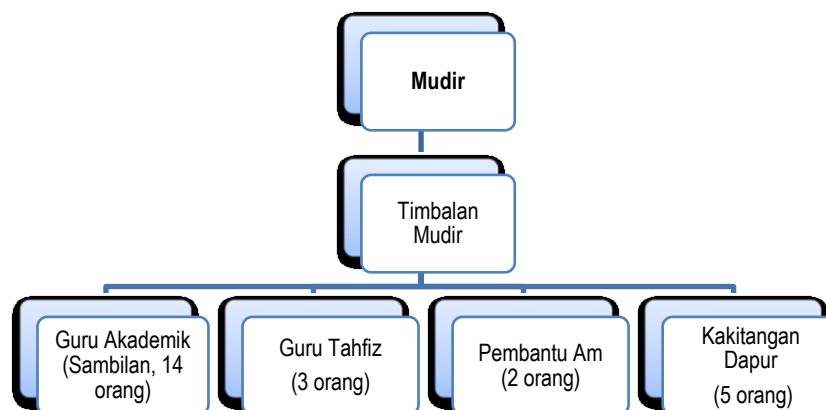 Mudir
Timbalan
Mudir
Guru Akademik
(Sambilan, 14
orang)
Guru Tahfiz
(3 orang)
Pembantu Am
(2 orang)
Kakitangan
Dapur
(5 orang)